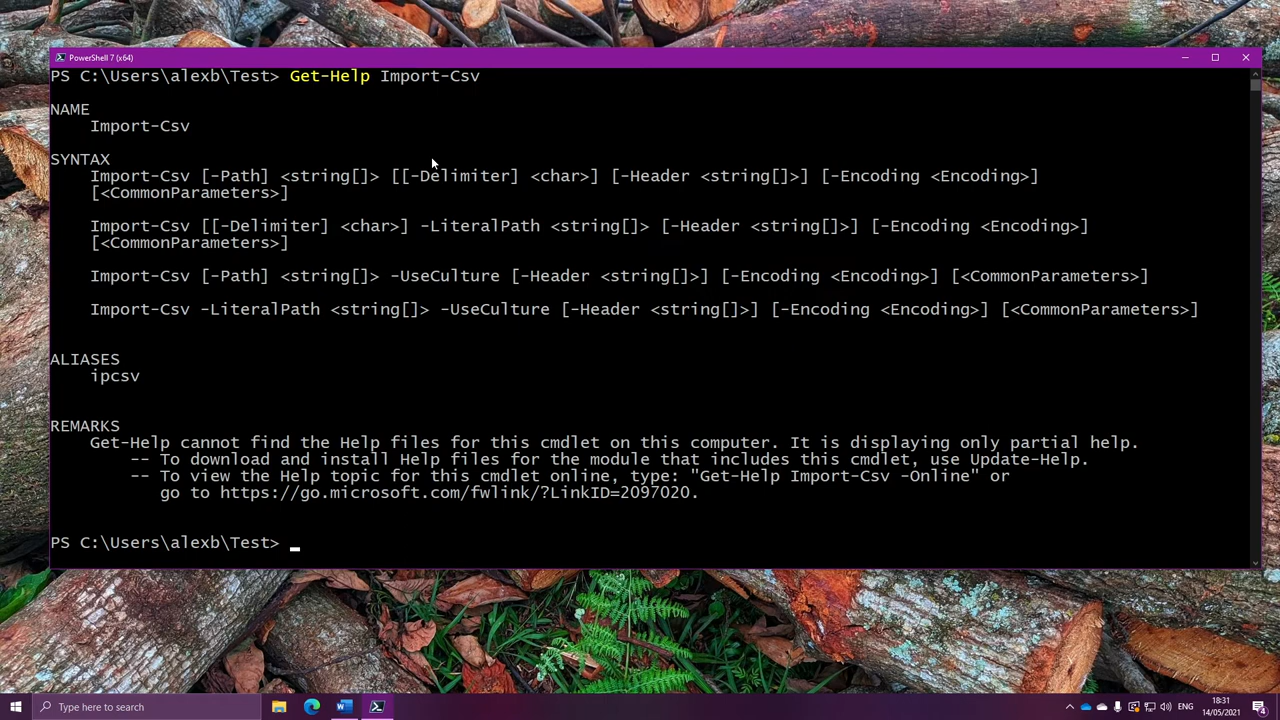 PowerShell 7 (x64)
PS C:\Users\alexb\Test> Get-Help Import-Csv
NAME
Import-Csv
SYNTAX
Import-Csv [-Path] <string[]> [[-Delimiter] <char>] [-Header <string[]>] [-Encoding <Encoding>]
[<CommonParameters>]
Import-Csv [[-Delimiter] <char>] -LiteralPath <string[]> [-Header <string[]>] [-Encoding <Encoding>]
[<CommonParameters>]
Import-Csv [-Path] <string[]> -UseCulture [-Header <string[]>] [-Encoding <Encoding>] [<CommonParameters>]
Import-Csv -LiteralPath <string[]> -UseCulture [-Header <string[]>] [-Encoding <Encoding>] [<CommonParameters>]
ALIASES
ipcsv
REMARKS
Get-Help cannot find the Help files for this cmdlet on this computer. It is displaying only partial help.
-- To download and install Help files for the module that includes this cmdlet, use Update-Help.
-- To view the Help topic for this cmdlet online, type: "Get-Help Import-Csv -Online" or
go to https://go.microsoft.com/fwlink/?LinkID=2097020.
PS C:\Users\alexb\Test>
Type here to search
ENG
18:31
14/05/2021
4